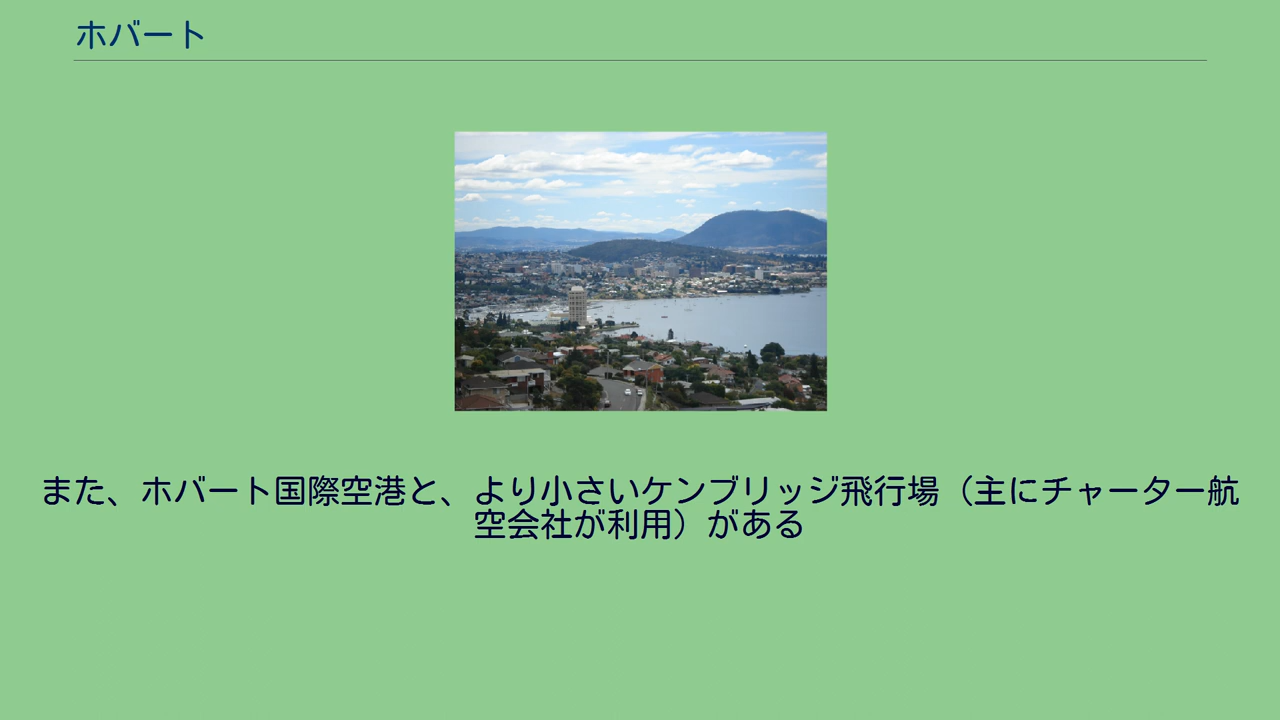 ホバート
また、ホバート国際空港と、より小さいケンブリッジ飛行場（主にチャーター航
空会社が利用）がある